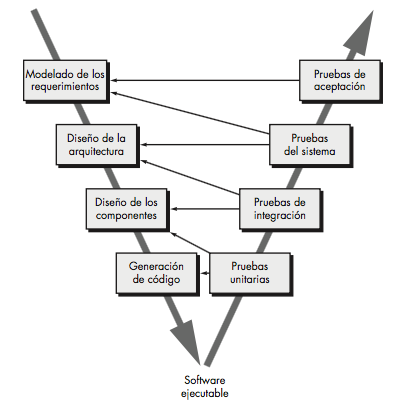 Modelado de los
requerimientos
Pruebas de
aceptación
Diseño de la
arquitectura
Pruebas
del sistema
Diseño de los
componentes
Pruebas de
integración
Generación
de código
Pruebas
unitarias
Software
ejecutable